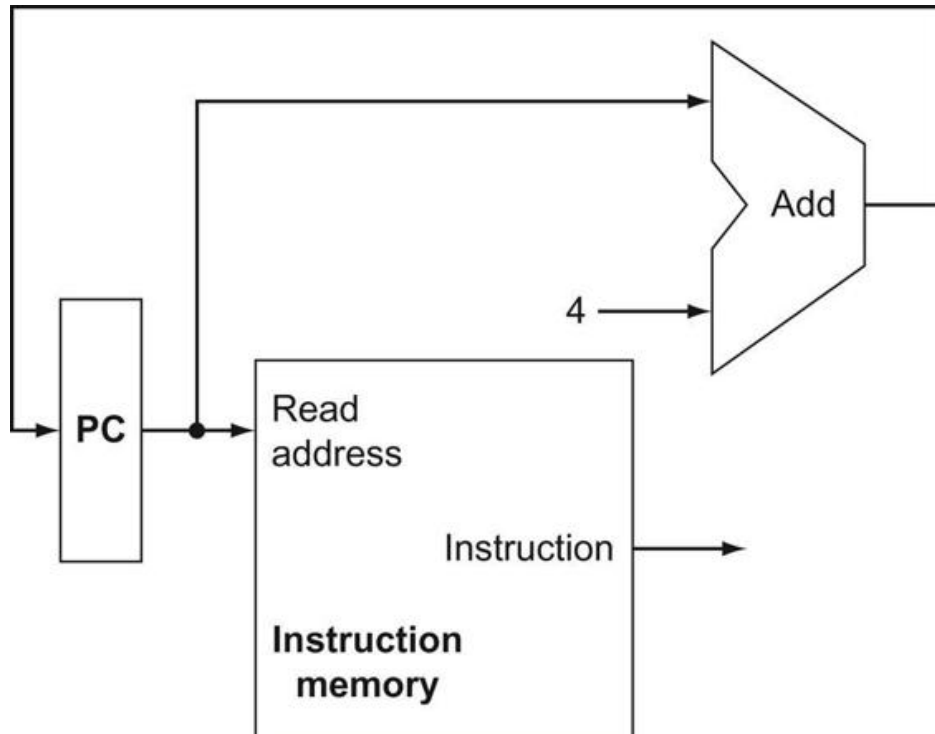 Add
4
PC
Read
address
Instruction
Instruction
memory